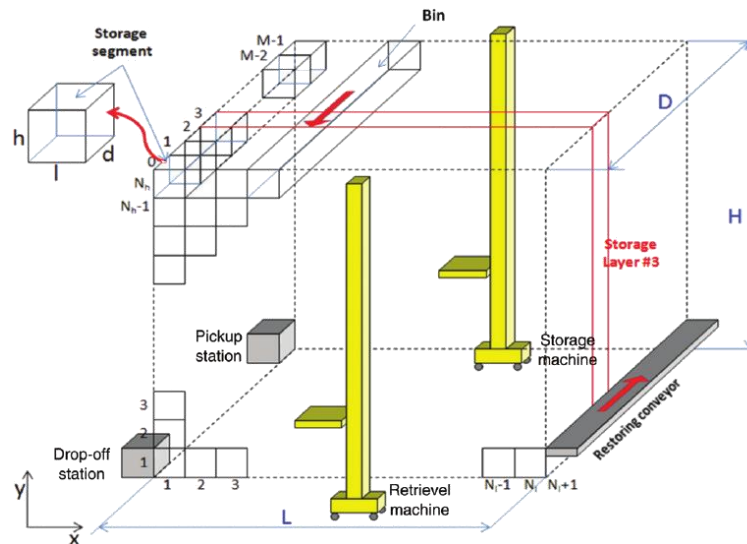 Storage
segment
Bin
M-1
M-2
3
2
1
0
h
l
d
D
N_h
N_h-1
H
Storage
Layer #3
Pickup
station
Storage
machine
Restoring conveyor
3
2
1
Drop-off
station
1
2
3
N_l-1
N_l
N_l+1
Retrievel
machine
y
x
L